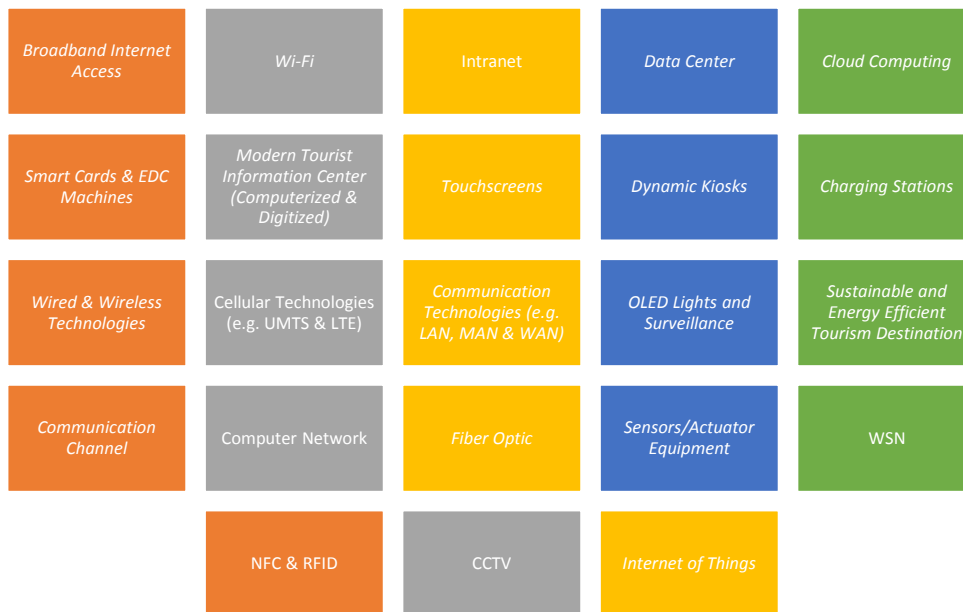 Broadband Internet
Access
Wi-Fi
Intranet
Data Center
Cloud Computing
Smart Cards & EDC
Machines
Modern Tourist
Information Center
(Computerized &
Digitized)
Touchscreens
Dynamic Kiosks
Charging Stations
Wired & Wireless
Technologies
Cellular Technologies
(e.g. UMTS & LTE)
Communication
Technologies (e.g.
LAN, MAN & WAN)
OLED Lights and
Surveillance
Sustainable and
Energy Efficient
Tourism Destination
Communication
Channel
Computer Network
Fiber Optic
Sensors/Actuator
Equipment
WSN
NFC & RFID
CCTV
Internet of Things